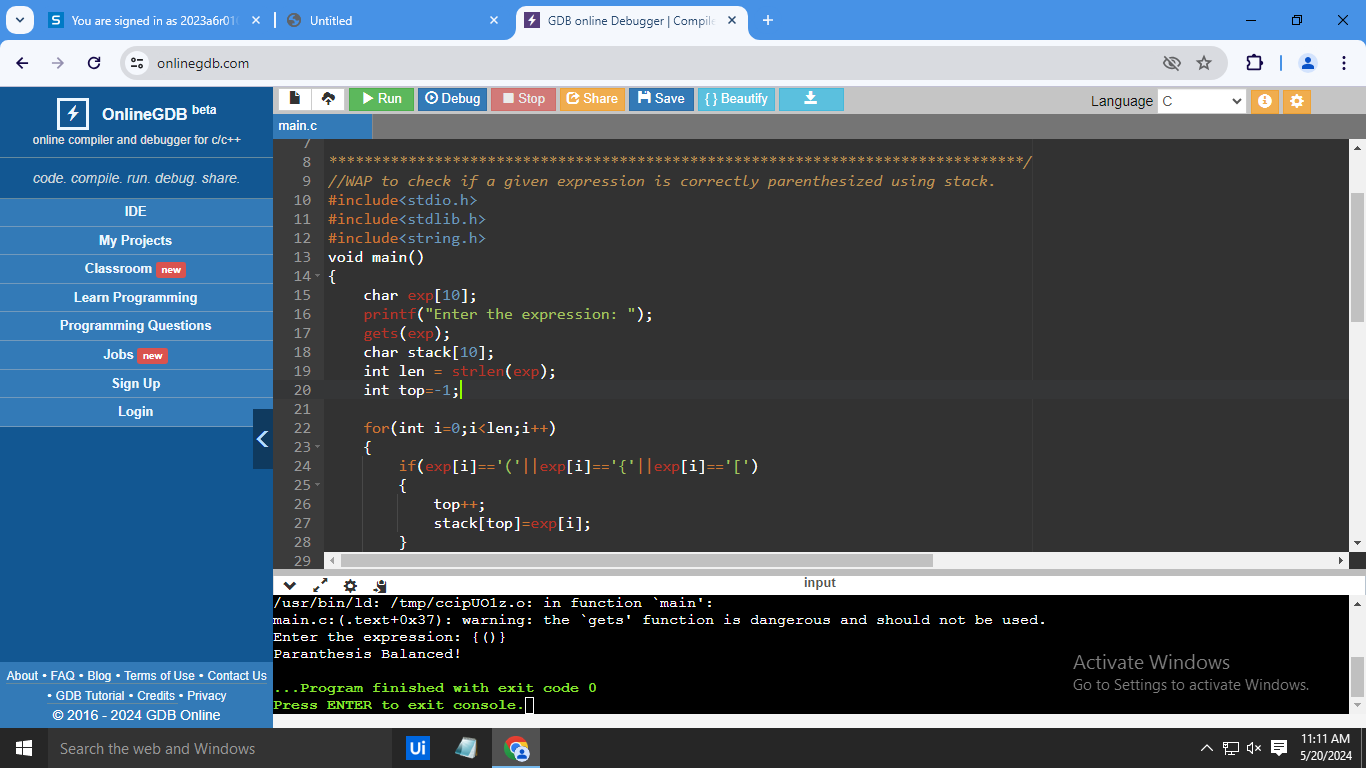 You are signed in as 2023a6r01
Untitled
GDB online Debugger | Compile
onlinegdb.com
OnlineGDB beta
online compiler and debugger for c/c++
code. compile. run. debug. share.
IDE
My Projects
Classroom new
Learn Programming
Programming Questions
Jobs new
Sign Up
Login
About • FAQ • Blog • Terms of Use • Contact Us
• GDB Tutorial • Credits • Privacy
© 2016 - 2024 GDB Online
Run Debug Stop Share Save { } Beautify
Language C
main.c
7
8 *******************************************************************************/
9 //WAP to check if a given expression is correctly parenthesized using stack.
10 #include<stdio.h>
11 #include<stdlib.h>
12 #include<string.h>
13 void main()
14 {
15 char exp[10];
16 printf("Enter the expression: ");
17 gets(exp);
18 char stack[10];
19 int len = strlen(exp);
20 int top=-1;
21
22 for(int i=0;i<len;i++)
23 {
24 if(exp[i]=='('||exp[i]=='{'||exp[i]=='[')
25 {
26 top++;
27 stack[top]=exp[i];
28 }
29
input
/usr/bin/ld: /tmp/ccipUO1z.o: in function `main':
main.c:(.text+0x37): warning: the `gets' function is dangerous and should not be used.
Enter the expression: {()}
Paranthesis Balanced!
...Program finished with exit code 0
Press ENTER to exit console.
Activate Windows
Go to Settings to activate Windows.
Search the web and Windows
Ui
11:11 AM
5/20/2024